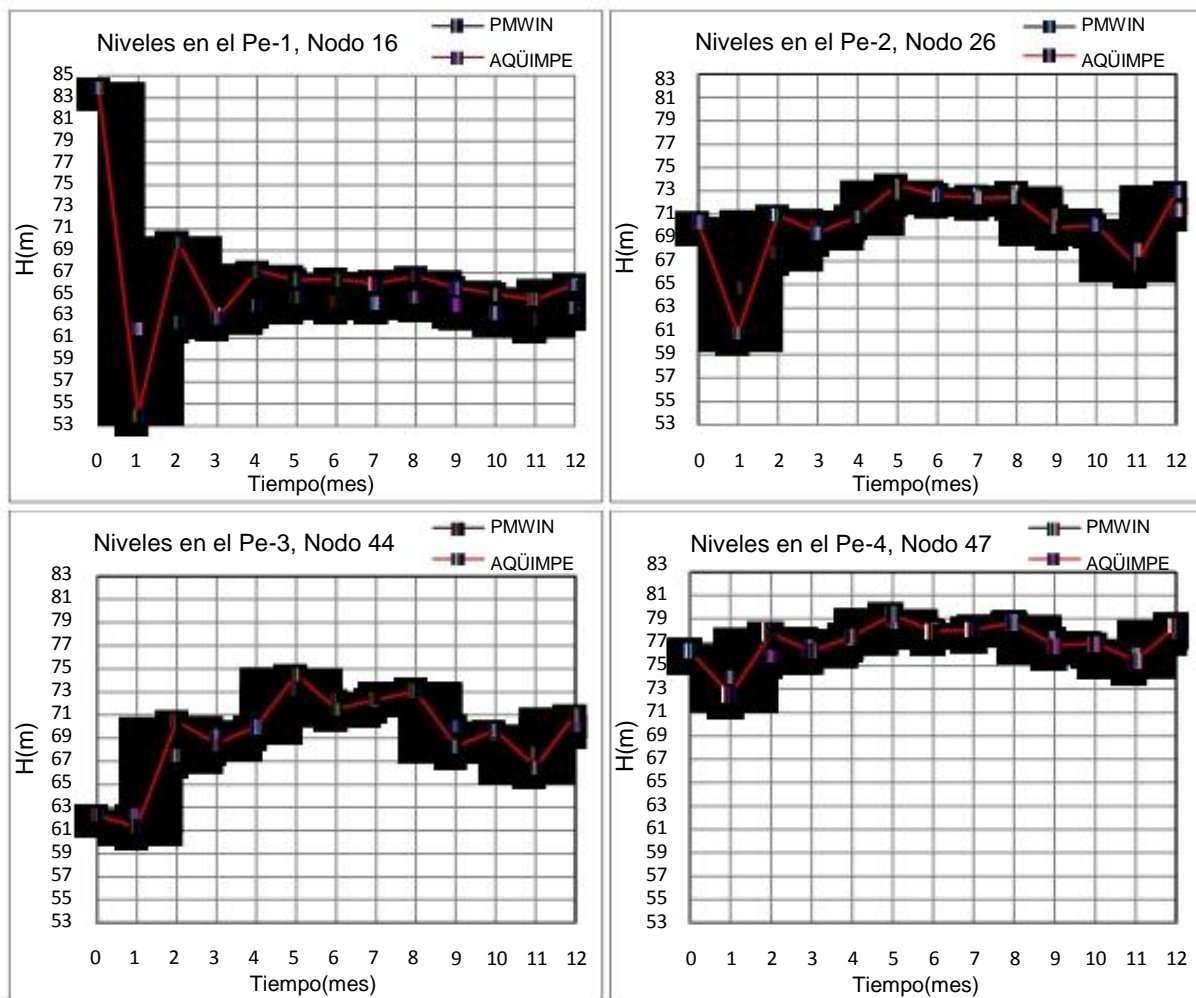 Niveles en el Pe-1, Nodo 16
PMWIN
AQÜIMPE
H(m)
85
83
81
79
77
75
73
71
69
67
65
63
61
59
57
55
53
0 1 2 3 4 5 6 7 8 9 10 11 12
Tiempo(mes)
Niveles en el Pe-2, Nodo 26
PMWIN
AQÜIMPE
H(m)
83
81
79
77
75
73
71
69
67
65
63
61
59
57
55
53
0 1 2 3 4 5 6 7 8 9 10 11 12
Tiempo(mes)
Niveles en el Pe-3, Nodo 44
PMWIN
AQÜIMPE
H(m)
83
81
79
77
75
73
71
69
67
65
63
61
59
57
55
53
0 1 2 3 4 5 6 7 8 9 10 11 12
Tiempo(mes)
Niveles en el Pe-4, Nodo 47
PMWIN
AQÜIMPE
H(m)
83
81
79
77
75
73
71
69
67
65
63
61
59
57
55
53
0 1 2 3 4 5 6 7 8 9 10 11 12
Tiempo(mes)